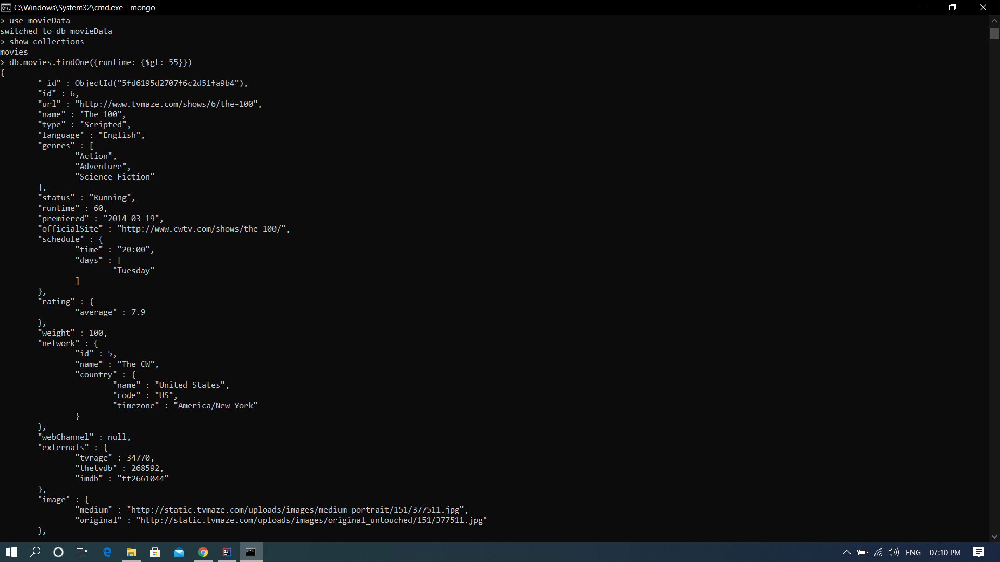 C:\Windows\System32\cmd.exe - mongo
> use movieData
switched to db movieData
> show collections
movies
> db.movies.findOne({runtime: {$gt: 55}})
{
        "_id" : ObjectId("5fd6195d2707f6c2d51fa9b4"),
        "id" : 6,
        "url" : "http://www.tvmaze.com/shows/6/the-100",
        "name" : "The 100",
        "type" : "Scripted",
        "language" : "English",
        "genres" : [
                "Action",
                "Adventure",
                "Science-Fiction"
        ],
        "status" : "Running",
        "runtime" : 60,
        "premiered" : "2014-03-19",
        "officialSite" : "http://www.cwtv.com/shows/the-100/",
        "schedule" : {
                "time" : "20:00",
                "days" : [
                        "Tuesday"
                ]
        },
        "rating" : {
                "average" : 7.9
        },
        "weight" : 100,
        "network" : {
                "id" : 5,
                "name" : "The CW",
                "country" : {
                        "name" : "United States",
                        "code" : "US",
                        "timezone" : "America/New_York"
                }
        },
        "webChannel" : null,
        "externals" : {
                "tvrage" : 34770,
                "thetvdb" : 268592,
                "imdb" : "tt2661044"
        },
        "image" : {
                "medium" : "http://static.tvmaze.com/uploads/images/medium_portrait/151/377511.jpg",
                "original" : "http://static.tvmaze.com/uploads/images/original_untouched/151/377511.jpg"
        },
ENG 07:10 PM